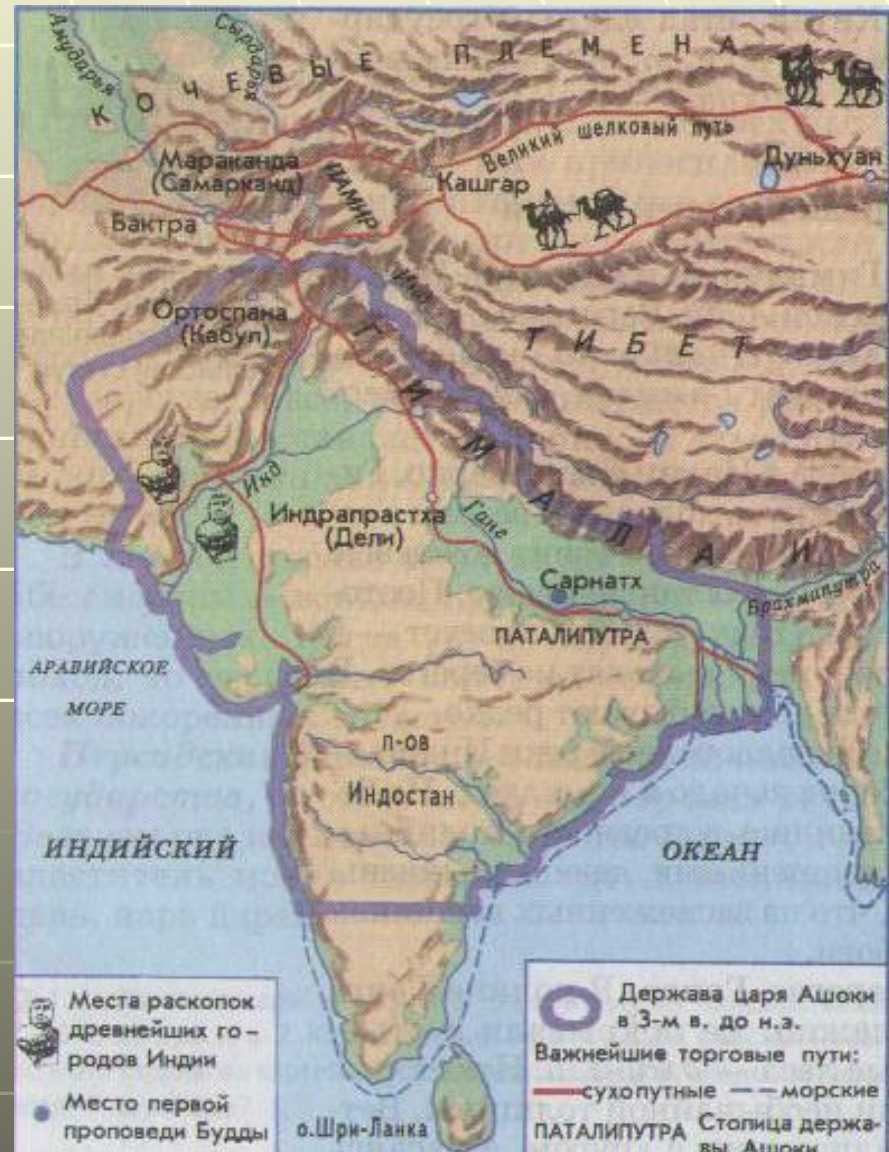 Амударья
Сырдарья
КОЧЕВЫЕ ПЛЕМЕНА
Великий шелковый путь
Мараканда
(Самарканд)
ПАМИР
Кашгар
Дуньхуан
Бактра
Инд
Ортоспана
(Кабул)
ТИБЕТ
ГИМАЛАИ
Инд
Индрапрастха
(Дели)
Ганг
Сарнатх
Брахмапутра
ПАТАЛИПУТРА
АРАВИЙСКОЕ
МОРЕ
п-ов
Индостан
ИНДИЙСКИЙ ОКЕАН
о.Шри-Ланка
Места раскопок
древнейших го-
родов Индии
Место первой
проповеди Будды
Держава царя Ашоки
в 3-м в. до н.э.
Важнейшие торговые пути:
сухопутные морские
ПАТАЛИПУТРА Столица держа-
вы Ашоки